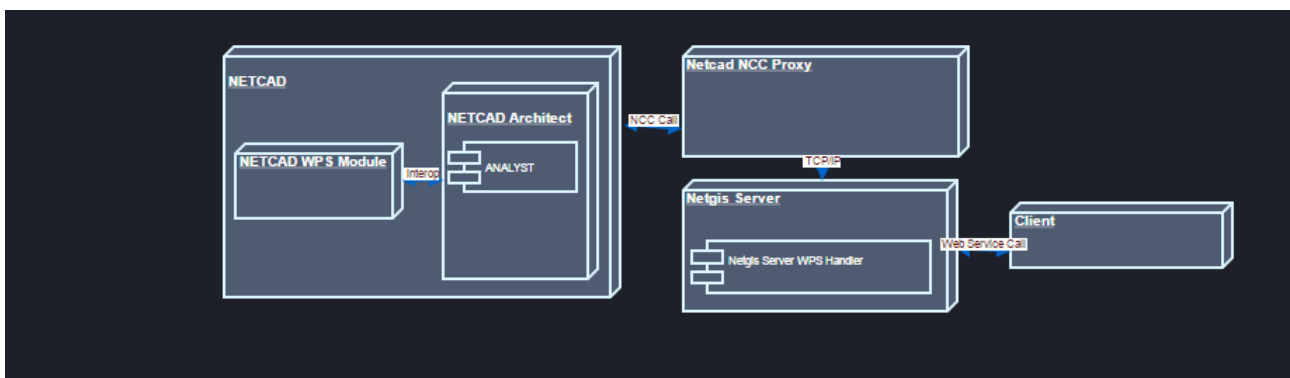 NETCAD
NETCAD WPS Module
Interop
NETCAD Architect
ANALYST
NCC Call
Netcad NCC Proxy
TCP/IP
Netgis Server
Netgis Server WPS Handler
Web Service Call
Client